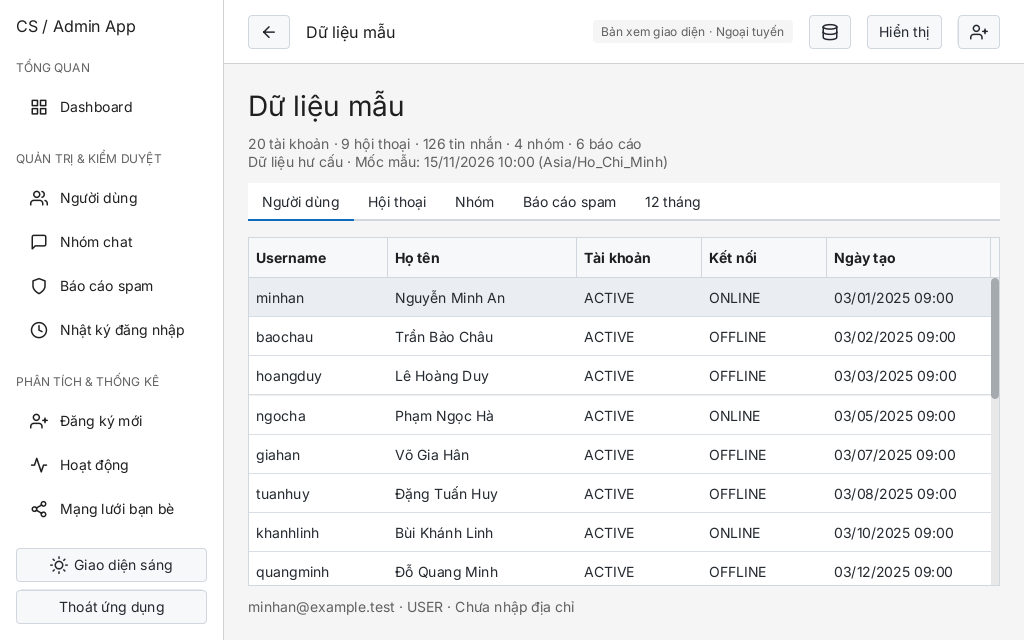 CS / Admin App
TỔNG QUAN
Dashboard
QUẢN TRỊ & KIỂM DUYỆT
Người dùng
Nhóm chat
Báo cáo spam
Nhật ký đăng nhập
PHÂN TÍCH & THỐNG KÊ
Đăng ký mới
Hoạt động
Mạng lưới bạn bè
Giao diện sáng
Thoát ứng dụng
Dữ liệu mẫu
Bản xem giao diện · Ngoại tuyến
Hiển thị
Dữ liệu mẫu
20 tài khoản · 9 hội thoại · 126 tin nhắn · 4 nhóm · 6 báo cáo
Dữ liệu hư cấu · Mốc mẫu: 15/11/2026 10:00 (Asia/Ho_Chi_Minh)
Người dùng Hội thoại Nhóm Báo cáo spam 12 tháng
Username Họ tên Tài khoản Kết nối Ngày tạo
minhan Nguyễn Minh An ACTIVE ONLINE 03/01/2025 09:00
baochau Trần Bảo Châu ACTIVE OFFLINE 03/02/2025 09:00
hoangduy Lê Hoàng Duy ACTIVE OFFLINE 03/03/2025 09:00
ngocha Phạm Ngọc Hà ACTIVE ONLINE 03/05/2025 09:00
giahan Võ Gia Hân ACTIVE OFFLINE 03/07/2025 09:00
tuanhuy Đặng Tuấn Huy ACTIVE OFFLINE 03/08/2025 09:00
khanhlinh Bùi Khánh Linh ACTIVE ONLINE 03/10/2025 09:00
quangminh Đỗ Quang Minh ACTIVE OFFLINE 03/12/2025 09:00
minhan@example.test · USER · Chưa nhập địa chỉ